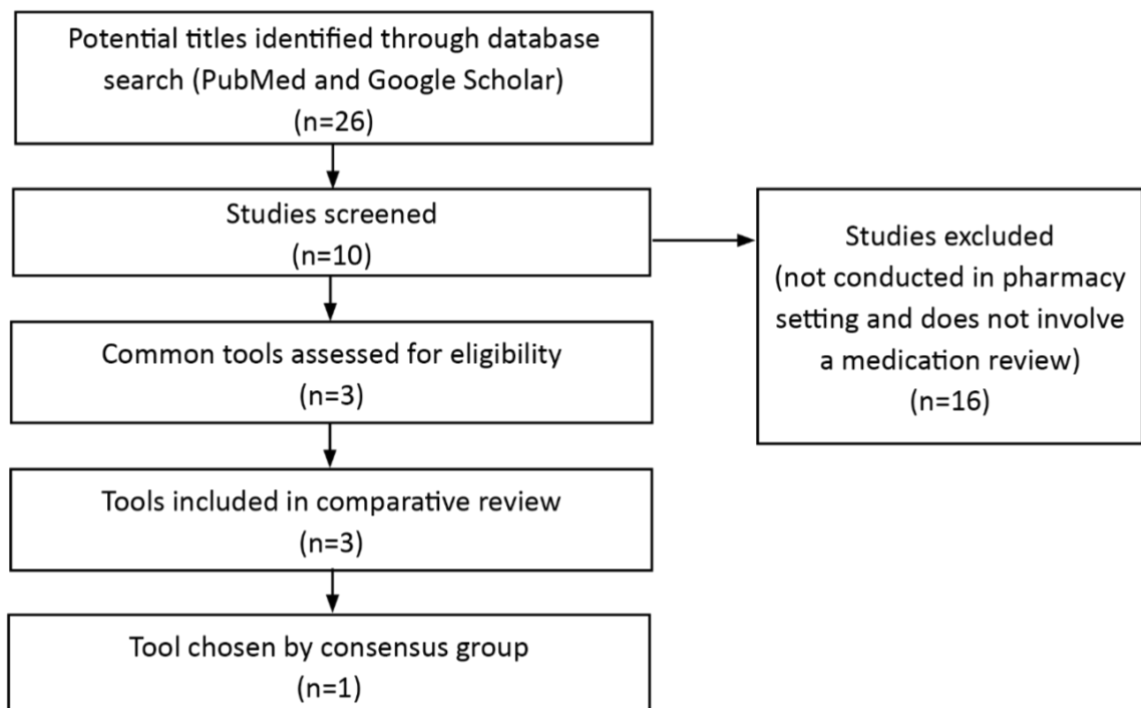 Potential titles identified through database
search (PubMed and Google Scholar)
(n=26)
Studies screened
(n=10)
Studies excluded
(not conducted in pharmacy
setting and does not involve
a medication review)
(n=16)
Common tools assessed for eligibility
(n=3)
Tools included in comparative review
(n=3)
Tool chosen by consensus group
(n=1)